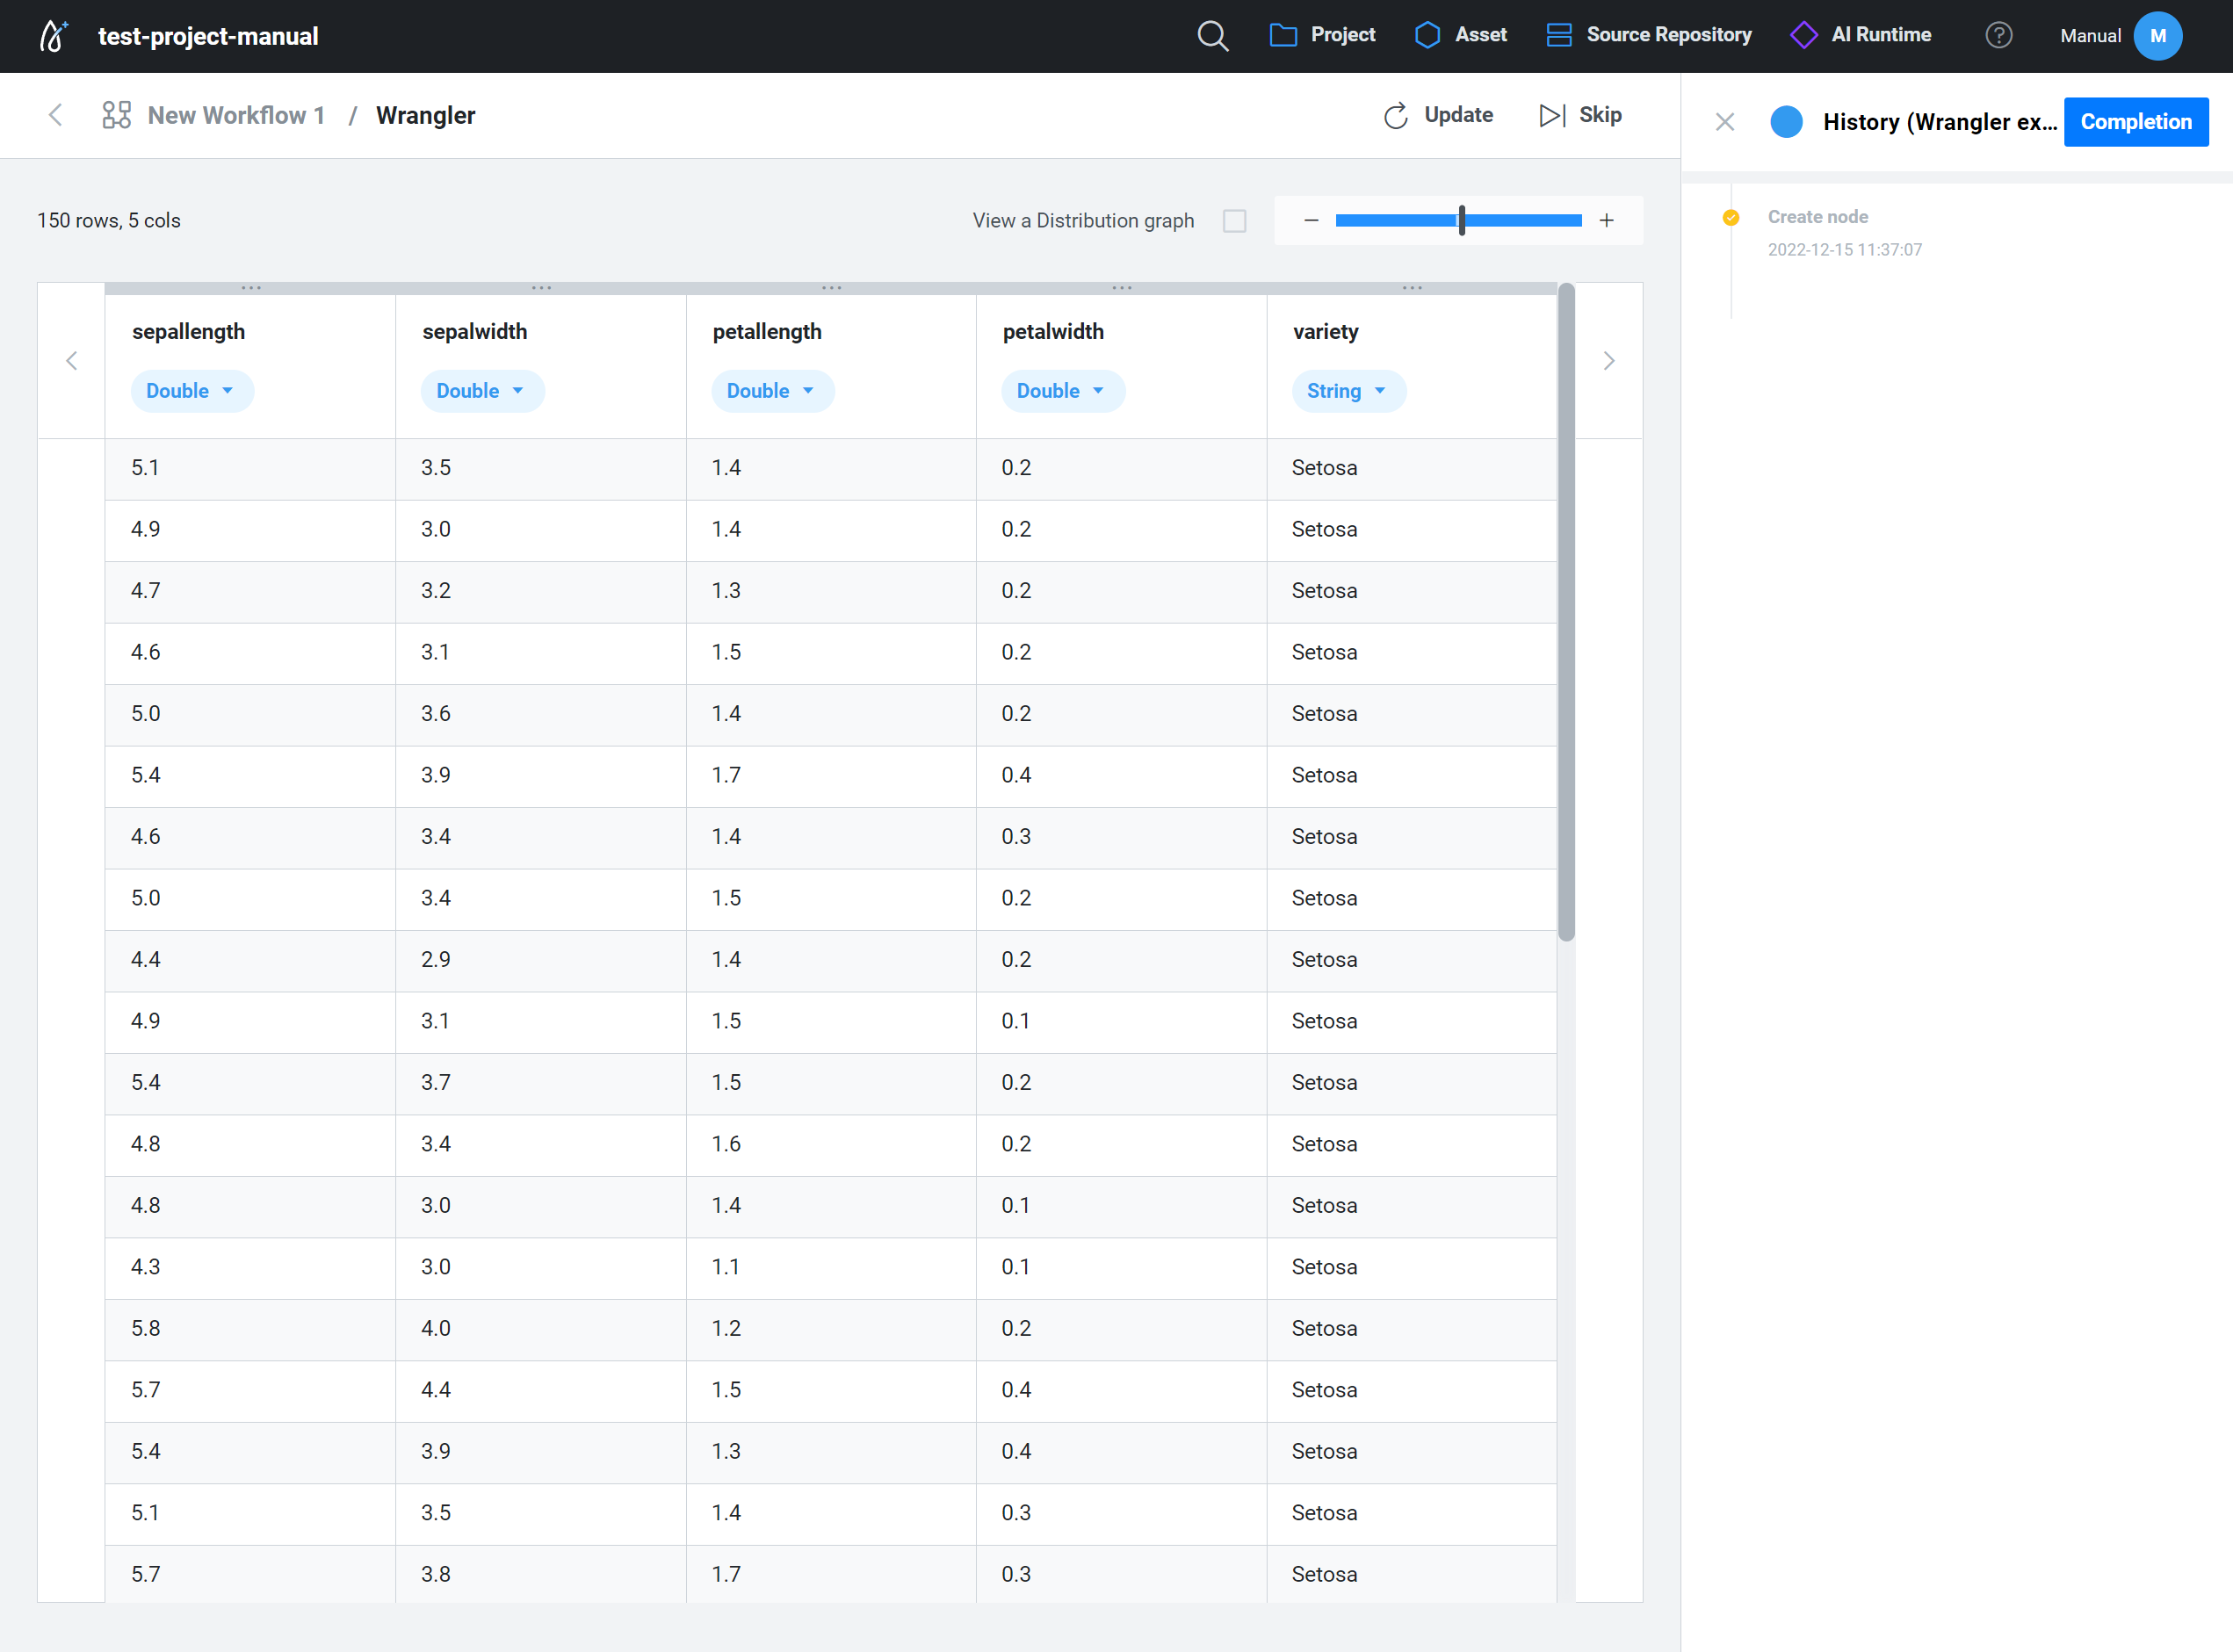 test-project-manual Project Asset Source Repository AI Runtime ? Manual M
New Workflow 1 / Wrangler Update Skip
History (Wrangler ex... Completion
Create node
2022-12-15 11:37:07
150 rows, 5 cols View a Distribution graph − +
sepallength sepalwidth petallength petalwidth variety
Double Double Double Double String
5.1 3.5 1.4 0.2 Setosa
4.9 3.0 1.4 0.2 Setosa
4.7 3.2 1.3 0.2 Setosa
4.6 3.1 1.5 0.2 Setosa
5.0 3.6 1.4 0.2 Setosa
5.4 3.9 1.7 0.4 Setosa
4.6 3.4 1.4 0.3 Setosa
5.0 3.4 1.5 0.2 Setosa
4.4 2.9 1.4 0.2 Setosa
4.9 3.1 1.5 0.1 Setosa
5.4 3.7 1.5 0.2 Setosa
4.8 3.4 1.6 0.2 Setosa
4.8 3.0 1.4 0.1 Setosa
4.3 3.0 1.1 0.1 Setosa
5.8 4.0 1.2 0.2 Setosa
5.7 4.4 1.5 0.4 Setosa
5.4 3.9 1.3 0.4 Setosa
5.1 3.5 1.4 0.3 Setosa
5.7 3.8 1.7 0.3 Setosa